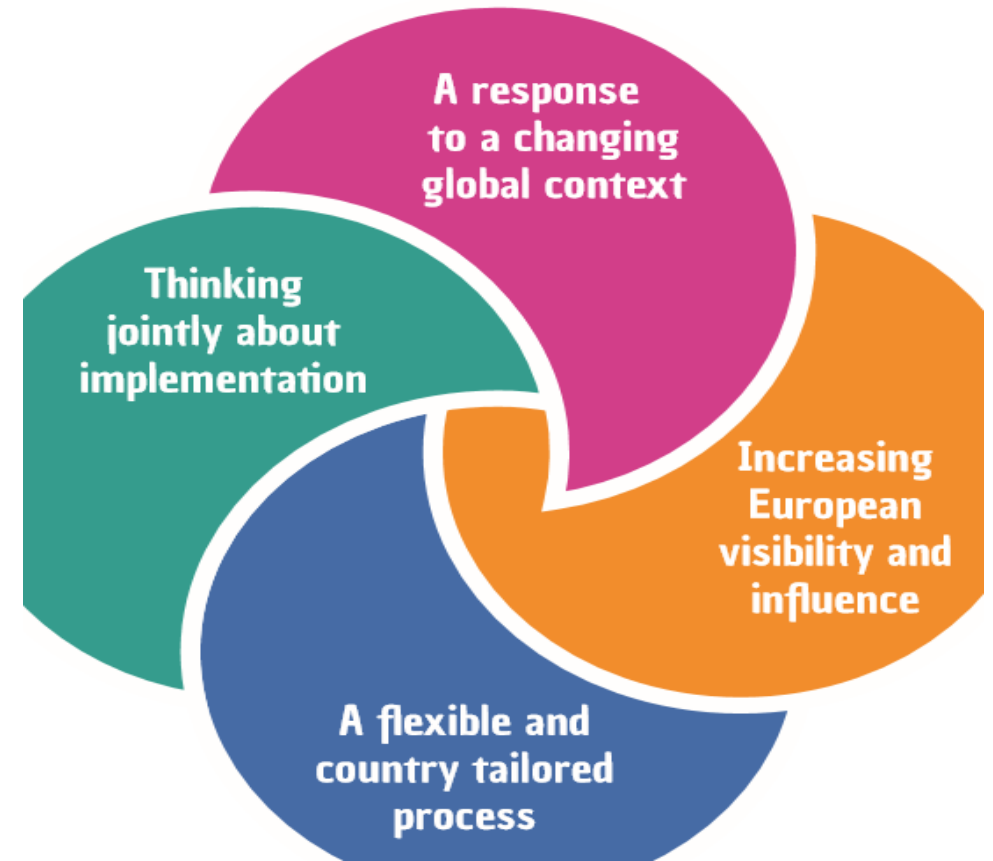 A response
to a changing
global context
Thinking
jointly about
implementation
Increasing
European
visibility and
influence
A flexible and
country tailored
process